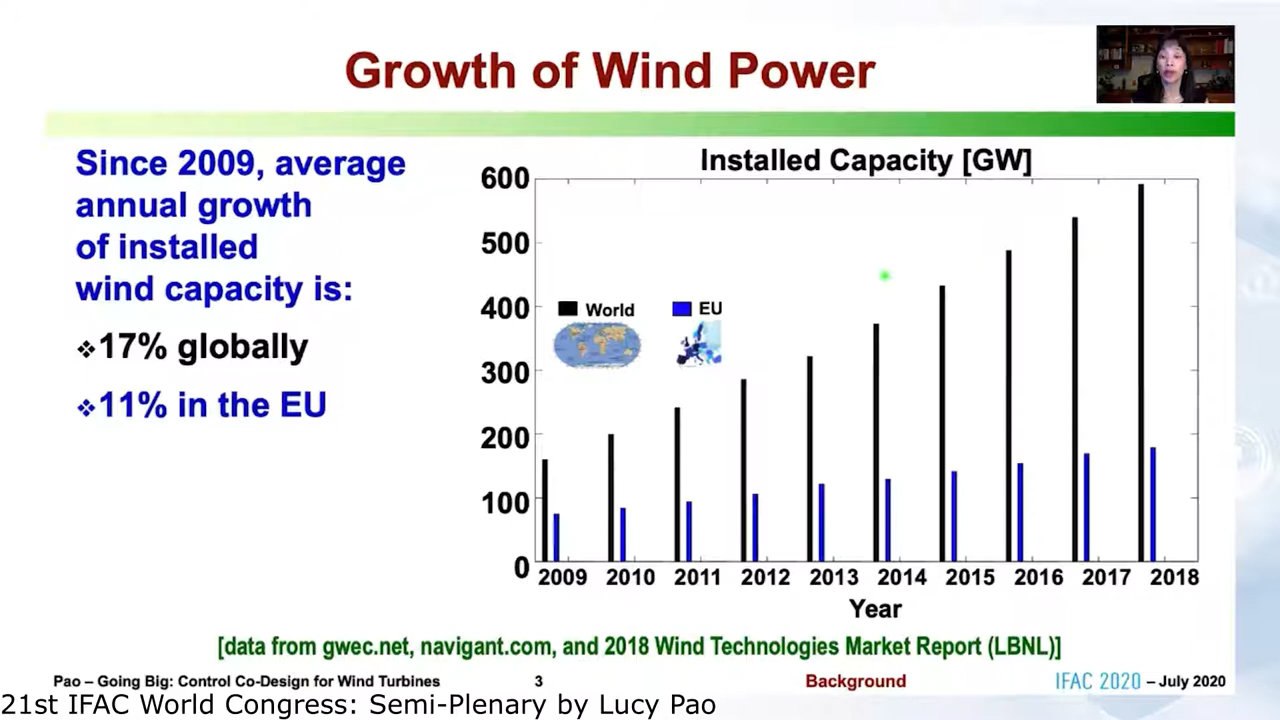 Growth of Wind Power
Since 2009, average
annual growth
of installed
wind capacity is:
❖17% globally
❖11% in the EU
Installed Capacity [GW]
600
500
400
300
200
100
0
World
EU
2009 2010 2011 2012 2013 2014 2015 2016 2017 2018
Year
[data from gwec.net, navigant.com, and 2018 Wind Technologies Market Report (LBNL)]
Pao – Going Big: Control Co-Design for Wind Turbines 3 Background IFAC 2020 – July 2020
21st IFAC World Congress: Semi-Plenary by Lucy Pao